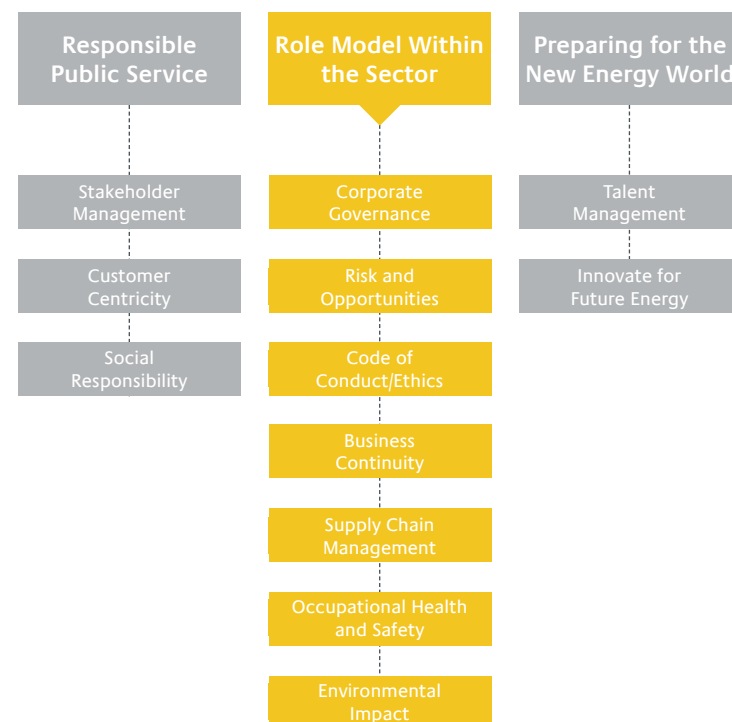 Responsible
Public Service
Stakeholder
Management
Customer
Centricity
Social
Responsibility
Role Model Within
the Sector
Corporate
Governance
Risk and
Opportunities
Code of
Conduct/Ethics
Business
Continuity
Supply Chain
Management
Occupational Health
and Safety
Environmental
Impact
Preparing for the
New Energy World
Talent
Management
Innovate for
Future Energy